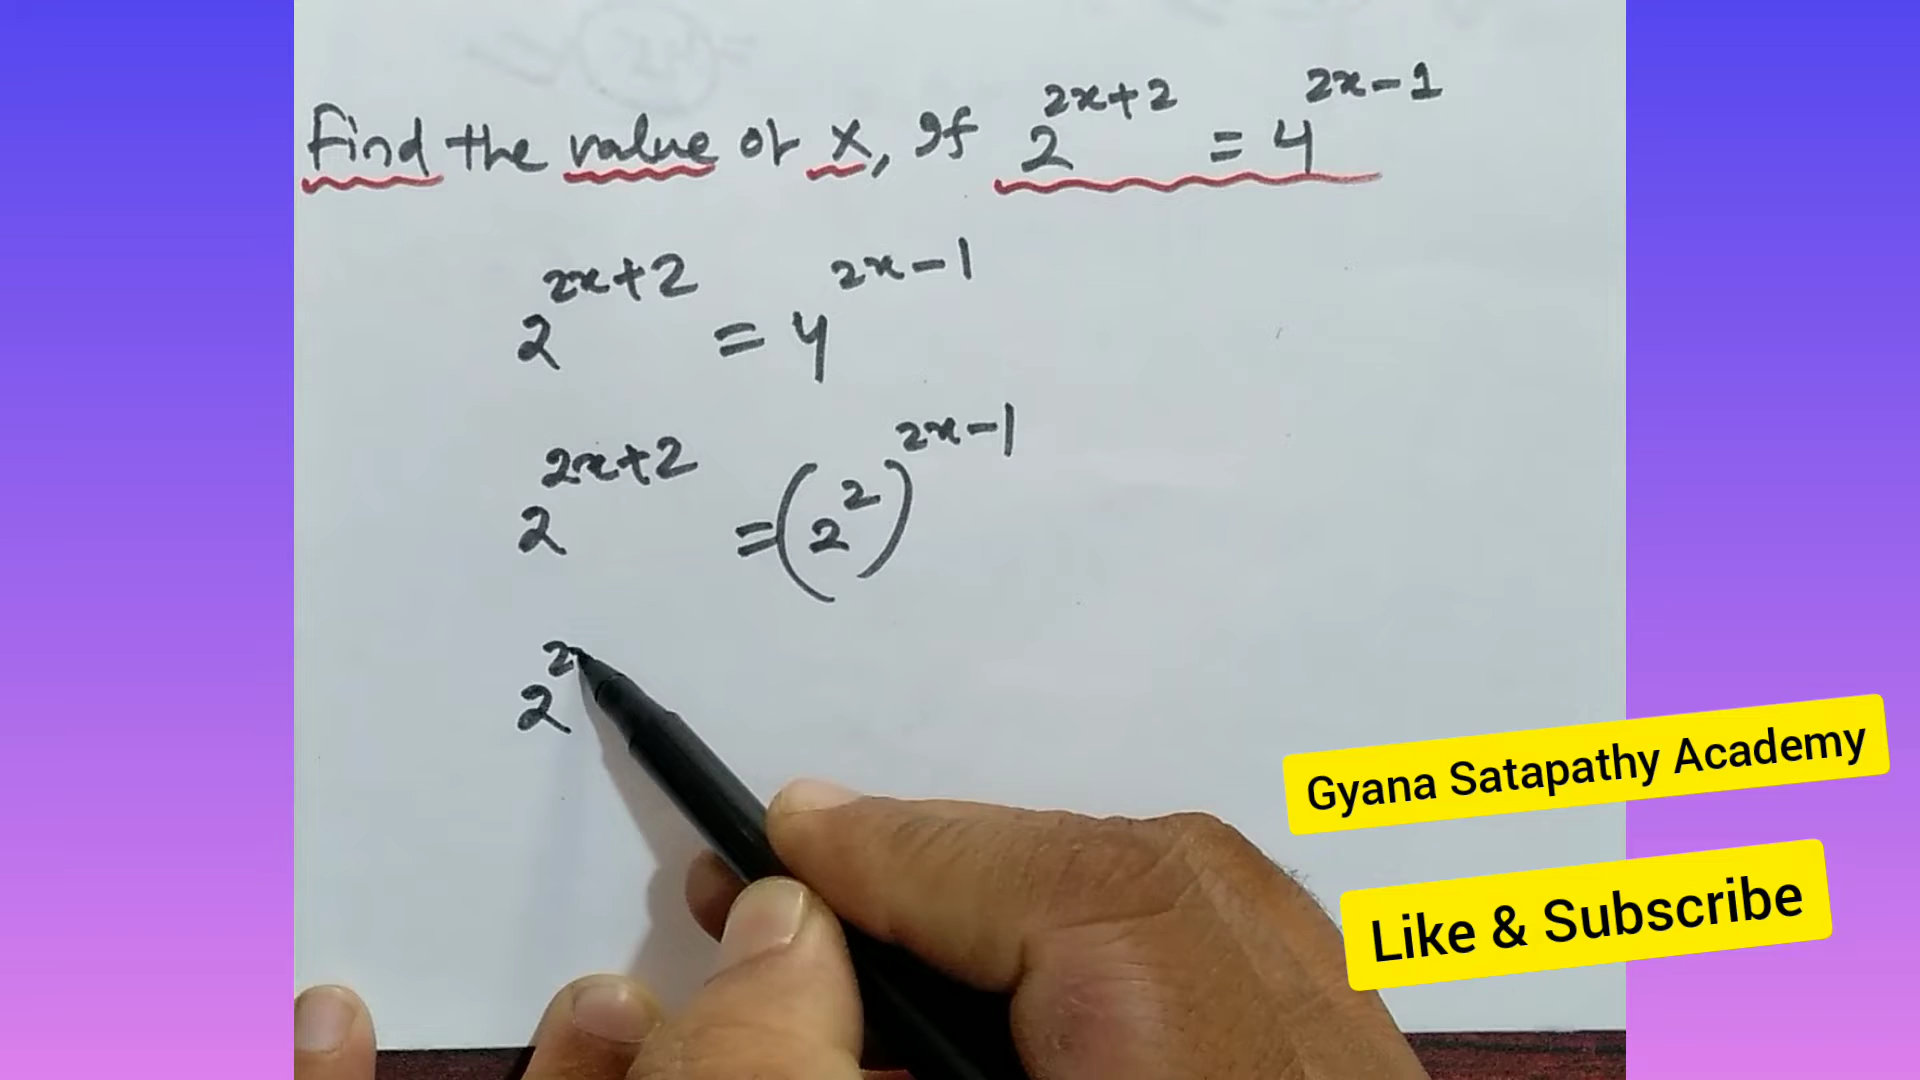 Find the value of x, If 2^{2x+2} = 4^{2x-1}
2^{2x+2} = 4^{2x-1}
2^{2x+2} = (2^2)^{2x-1}
2^2
Gyana Satapathy Academy
Like & Subscribe